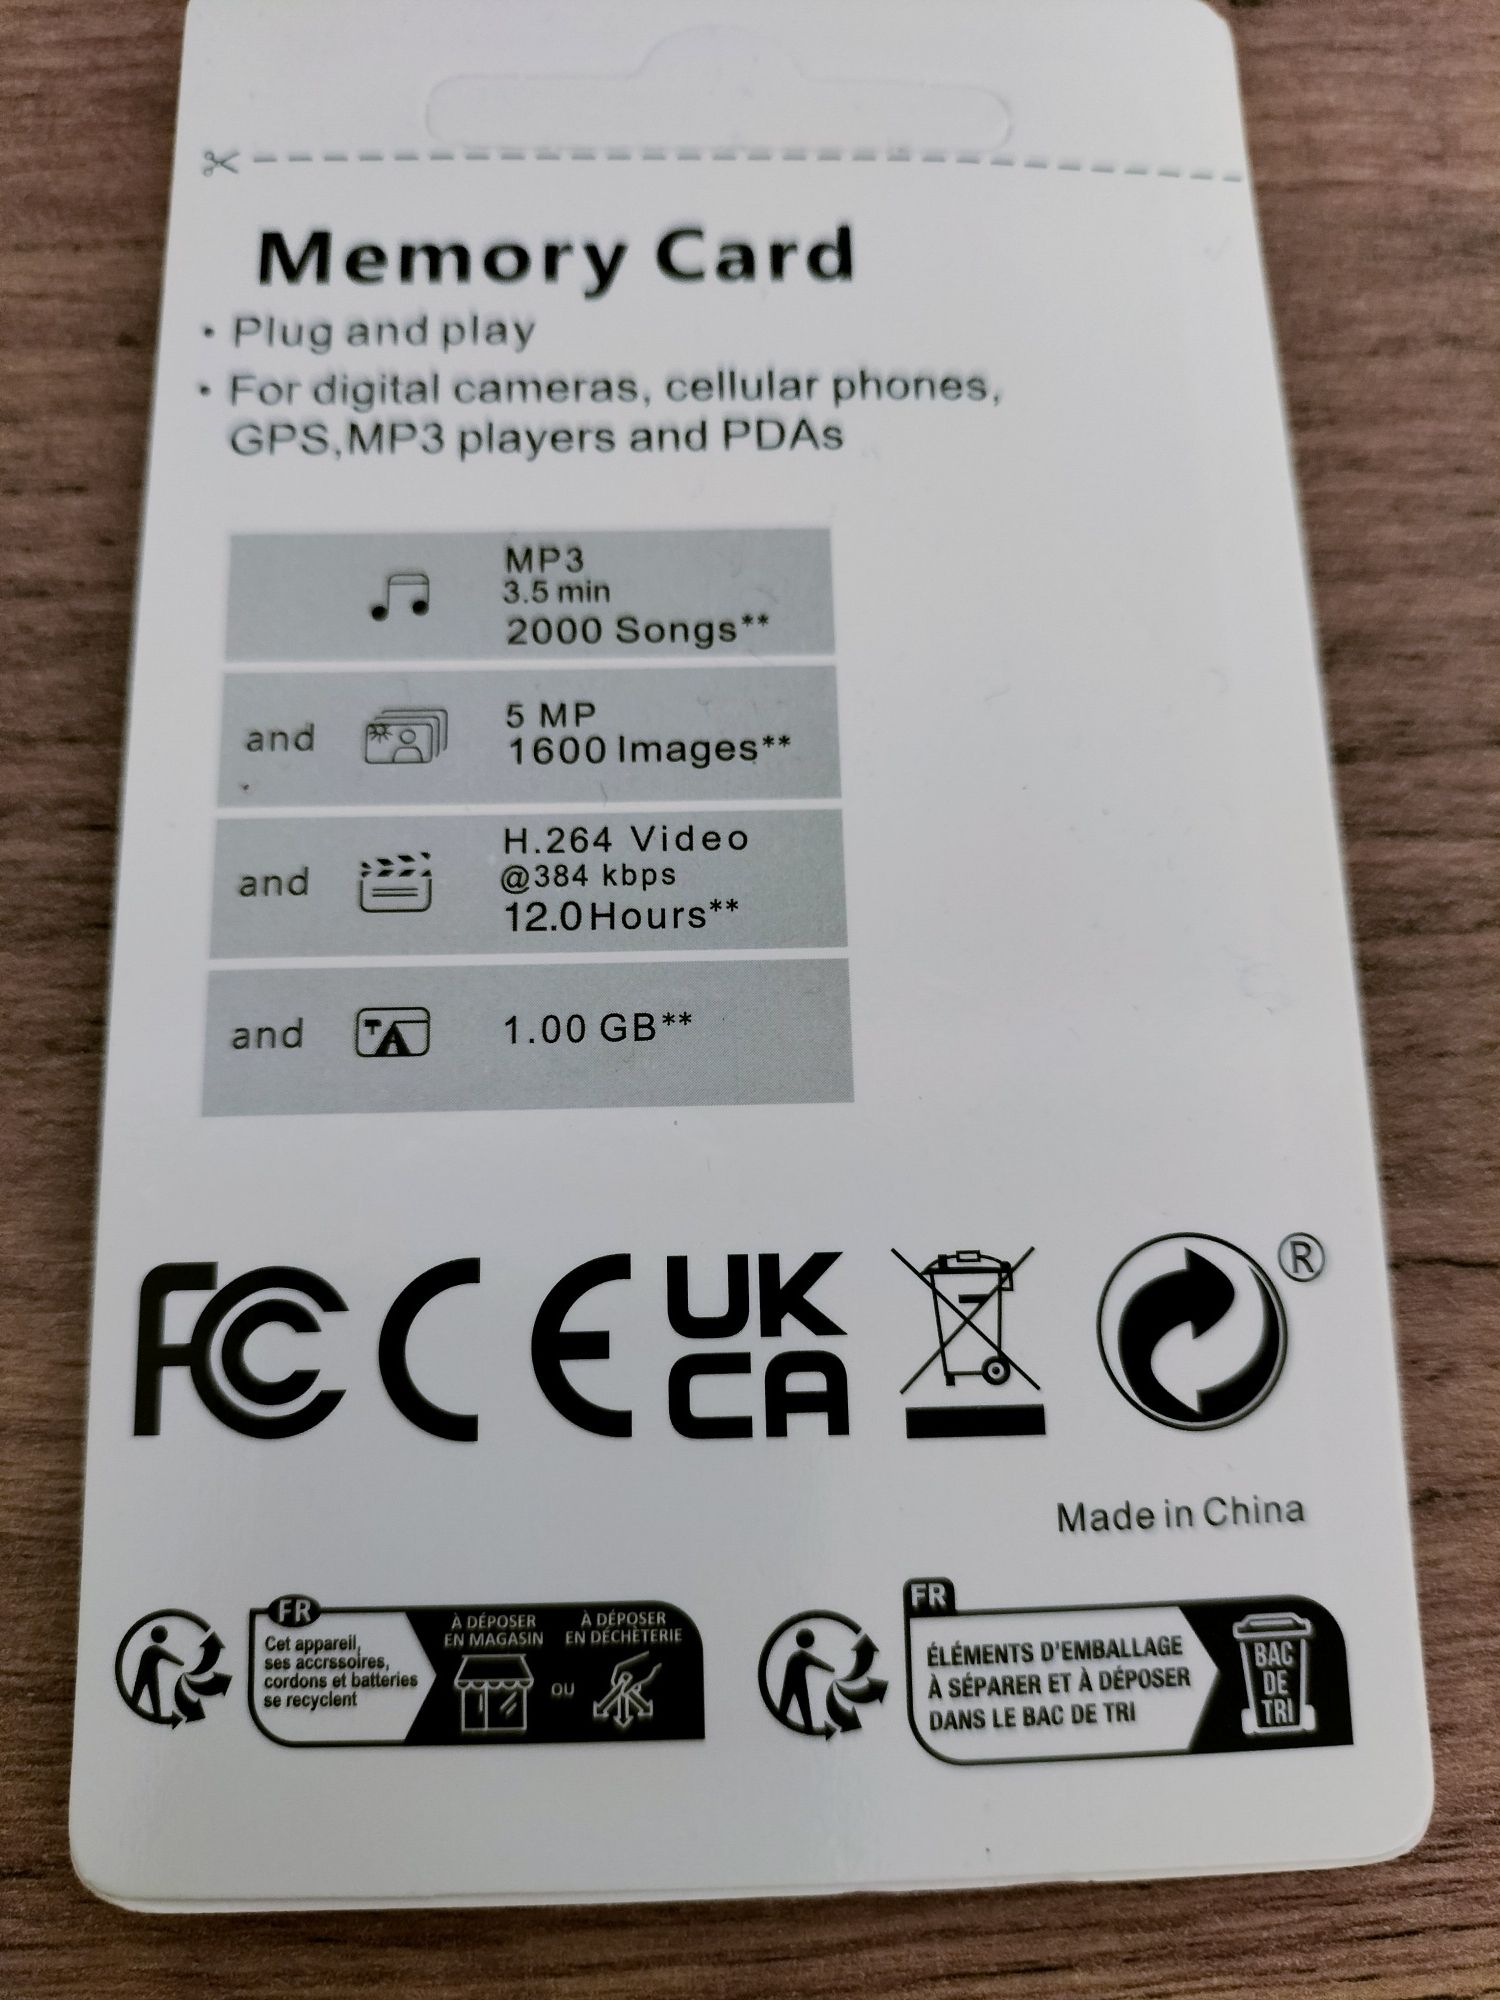 Memory Card
• Plug and play
• For digital cameras, cellular phones,
GPS,MP3 players and PDAs
MP3
3.5 min
2000 Songs**
and
5 MP
1600 Images**
and
H.264 Video
@384 kbps
12.0Hours**
and
T
1.00 GB**
FC CE UK
CA
®
Made in China
FR
Cet appareil,
ses accrssoires,
cordons et batteries
se recyclent
À DÉPOSER
EN MAGASIN
OU
À DÉPOSER
EN DÉCHÈTERIE
FR
ÉLÉMENTS D'EMBALLAGE
À SÉPARER ET À DÉPOSER
DANS LE BAC DE TRI
BAC
DE
TRI